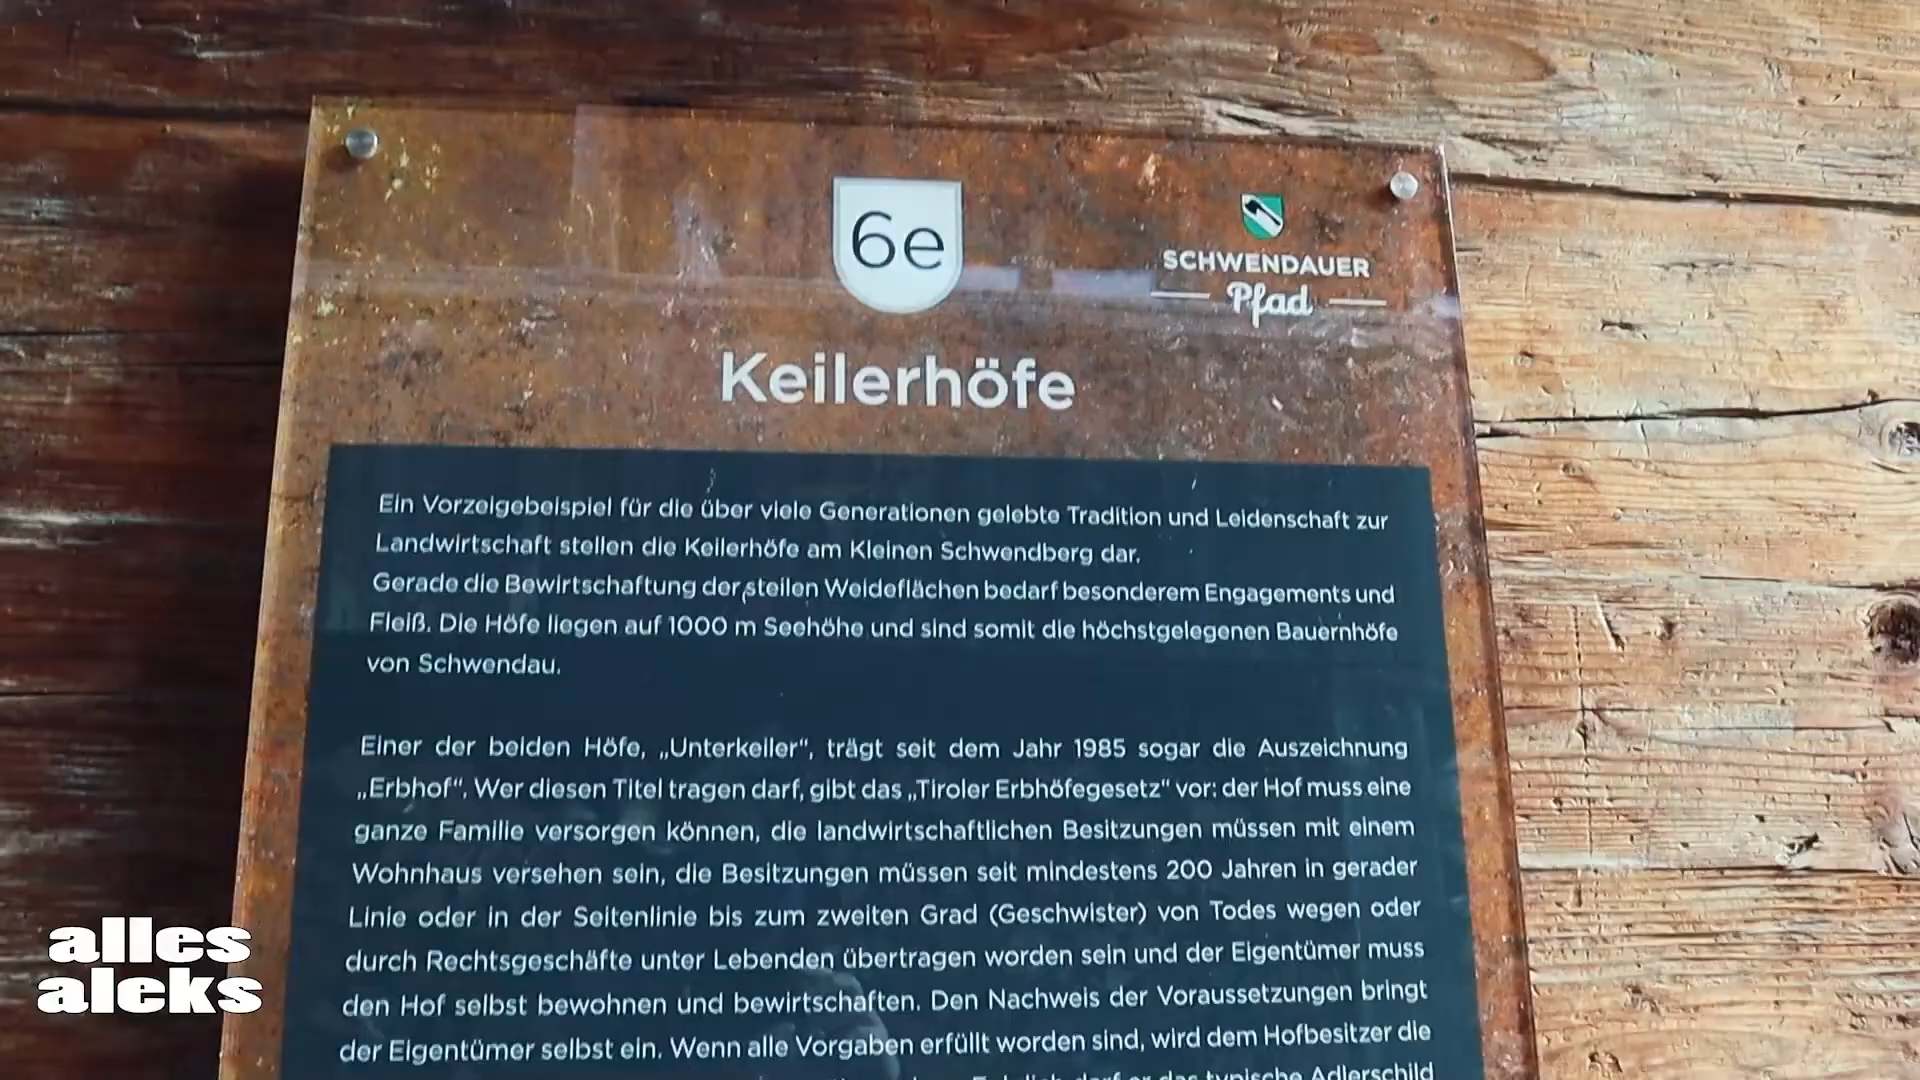 6e
SCHWENDAUER
Pfad
Keilerhöfe
Ein Vorzeigebeispiel für die über viele Generationen gelebte Tradition und Leidenschaft zur
Landwirtschaft stellen die Keilerhöfe am Kleinen Schwendberg dar.
Gerade die Bewirtschaftung der steilen Weideflächen bedarf besonderem Engagements und
Fleiß. Die Höfe liegen auf 1000 m Seehöhe und sind somit die höchstgelegenen Bauernhöfe
von Schwendau.
Einer der beiden Höfe, „Unterkeiler“, trägt seit dem Jahr 1985 sogar die Auszeichnung
„Erbhof“. Wer diesen Titel tragen darf, gibt das „Tiroler Erbhöfegesetz“ vor: der Hof muss eine
ganze Familie versorgen können, die landwirtschaftlichen Besitzungen müssen mit einem
Wohnhaus versehen sein, die Besitzungen müssen seit mindestens 200 Jahren in gerader
Linie oder in der Seitenlinie bis zum zweiten Grad (Geschwister) von Todes wegen oder
durch Rechtsgeschäfte unter Lebenden übertragen worden sein und der Eigentümer muss
den Hof selbst bewohnen und bewirtschaften. Den Nachweis der Voraussetzungen bringt
der Eigentümer selbst ein. Wenn alle Vorgaben erfüllt worden sind, wird dem Hofbesitzer die
darf er das typische Adlerschild
alles
aleks